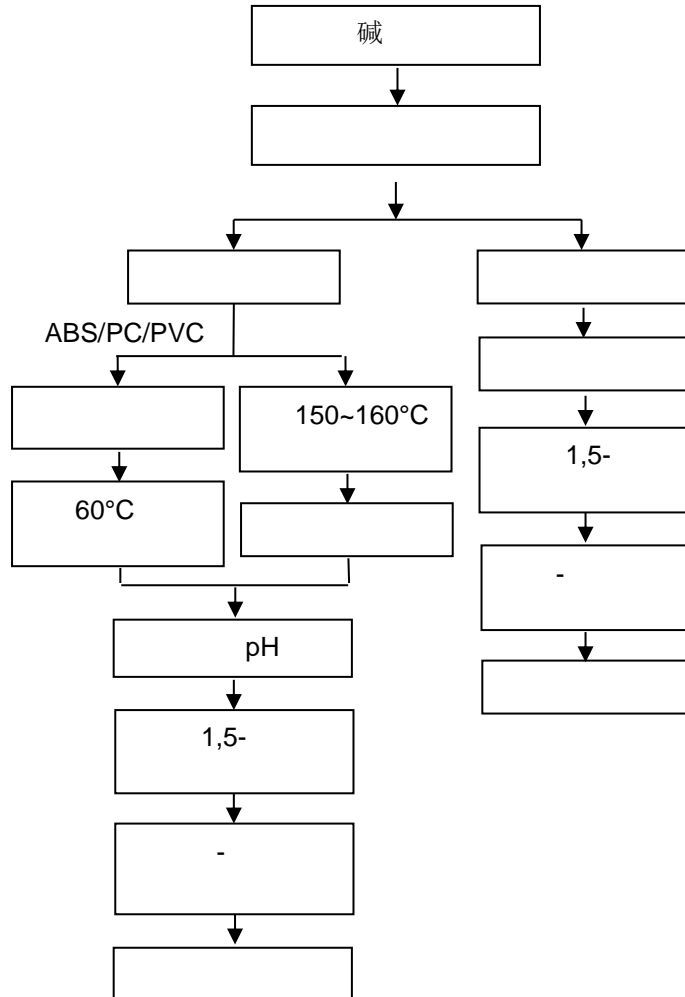 碱
ABS/PC/PVC
150~160°C
1,5-
60°C
-
pH
1,5-
-